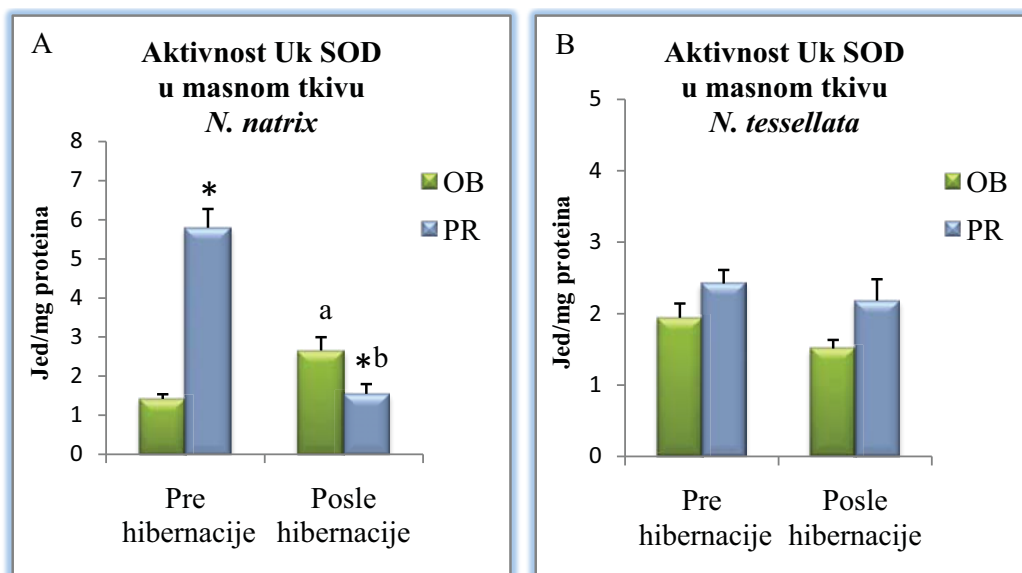 A
Aktivnost Uk SOD
u masnom tkivu
N. natrix
Jed/mg proteina
8
7
6
5
4
3
2
1
0
*
a
*b
OB
PR
Pre
hibernacije
Posle
hibernacije
B
Aktivnost Uk SOD
u masnom tkivu
N. tessellata
Jed/mg proteina
5
4
3
2
1
0
OB
PR
Pre
hibernacije
Posle
hibernacije